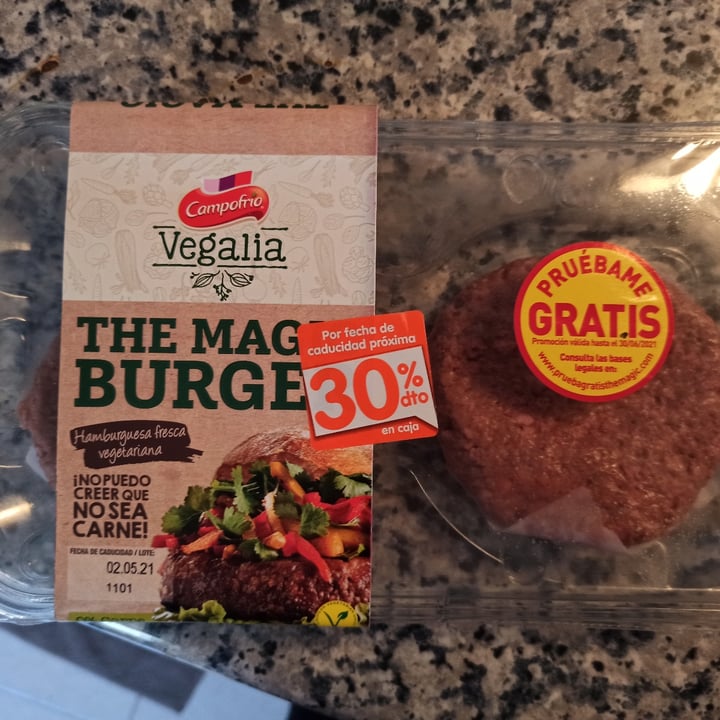 Campofrío
Vegalia
THE MAGI
BURGE
Por fecha de
caducidad próxima
30%
dto
en caja
Hamburguesa fresca
vegetariana
¡NO PUEDO
CREER QUE
NO SEA
CARNE!
FECHA DE CADUCIDAD / LOTE:
02.05.21
1101
PRUÉBAME
GRATIS
Promoción válida hasta el 30/06/2021
Consulta las bases
legales en:
www.pruebagratisthemagic.com